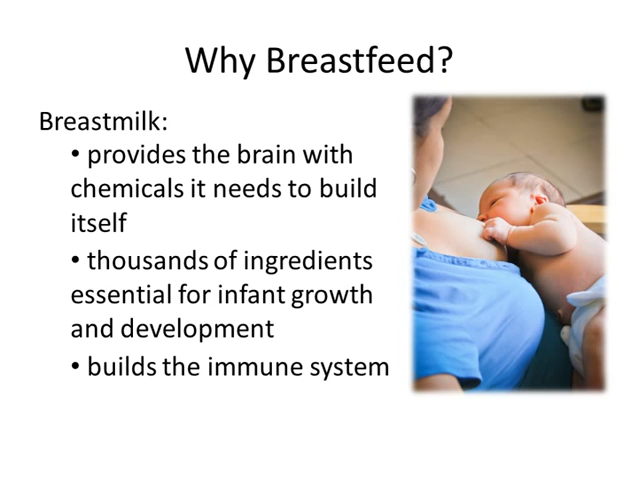 Why Breastfeed?
Breastmilk:
• provides the brain with
chemicals it needs to build
itself
• thousands of ingredients
essential for infant growth
and development
• builds the immune system